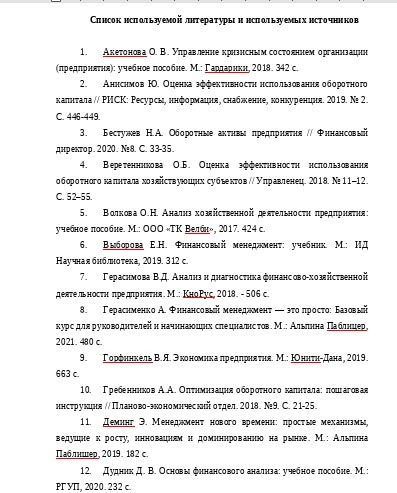 Список используемой литературы и используемых источников
1. Акетонова О. В. Управление кризисным состоянием организации
(предприятия): учебное пособие. М.: Гардарики, 2018. 342 с.
2. Анисимов Ю. Оценка эффективности использования оборотного
капитала // РИСК: Ресурсы, информация, снабжение, конкуренция. 2019. № 2.
С. 446-449.
3. Бестужев Н.А. Оборотные активы предприятия // Финансовый
директор. 2020. №8. С. 33-35.
4. Веретенникова О.Б. Оценка эффективности использования
оборотного капитала хозяйствующих субъектов // Управленец. 2018. № 11–12.
С. 52–55.
5. Волкова О.Н. Анализ хозяйственной деятельности предприятия:
учебное пособие. М.: ООО «ТК Велби», 2017. 424 с.
6. Выборова Е.Н. Финансовый менеджмент: учебник. М.: ИД
Научная библиотека, 2019. 312 с.
7. Герасимова В.Д. Анализ и диагностика финансово-хозяйственной
деятельности предприятия. М.: КноРус, 2018. - 506 с.
8. Герасименко А. Финансовый менеджмент — это просто: Базовый
курс для руководителей и начинающих специалистов. М.: Альпина Паблицер,
2021. 480 с.
9. Горфинкель В.Я. Экономика предприятия. М.: Юнити-Дана, 2019.
663 с.
10. Гребенников А.А. Оптимизация оборотного капитала: пошаговая
инструкция // Планово-экономический отдел. 2018. №9. С. 21-25.
11. Деминг Э. Менеджмент нового времени: простые механизмы,
ведущие к росту, инновациям и доминированию на рынке. М.: Альпина
Паблишер, 2019. 182 с.
12. Дудник Д. В. Основы финансового анализа: учебное пособие. М.:
РГУП, 2020. 232 с.